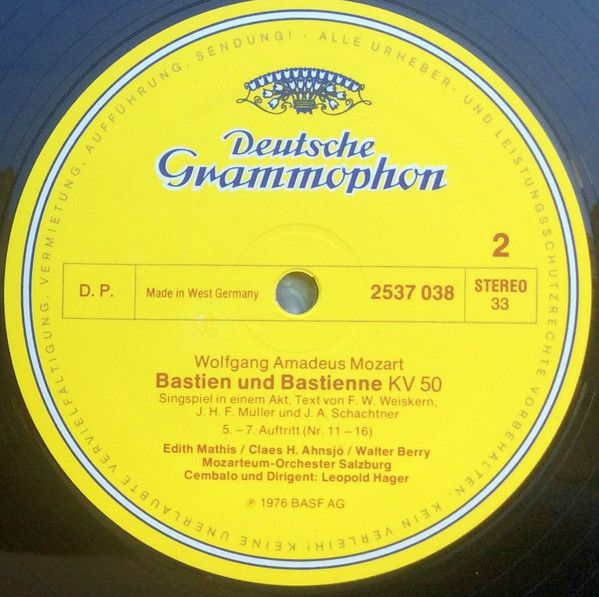 ALLE URHEBER- UND LEISTUNGSSCHUTZRECHTE VORBEHALTEN· KEIN VERLEIH! KEINE UNERLAUBTE VERVIELFÄLTIGUNG, VERMIETUNG, AUFFÜHRUNG, SENDUNG! ·
Deutsche
Grammophon
2
D. P.
Made in West Germany
2537 038
STEREO
33
Wolfgang Amadeus Mozart
Bastien und Bastienne KV 50
Singspiel in einem Akt, Text von F. W. Weiskern,
J. H. F. Müller und J. A. Schachtner
5. – 7. Auftritt (Nr. 11 – 16)
Edith Mathis / Claes H. Ahnsjö / Walter Berry
Mozarteum-Orchester Salzburg
Cembalo und Dirigent: Leopold Hager
℗ 1976 BASF AG